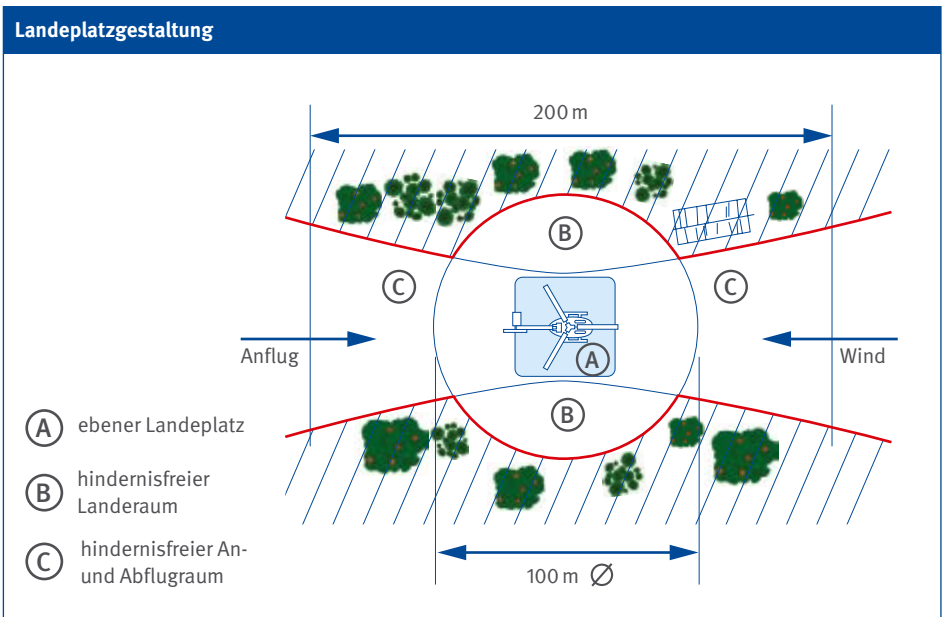 Landeplatzgestaltung
200 m
B
C
C
A
Anflug
Wind
B
A ebener Landeplatz
B hindernisfreier
Landeraum
C hindernisfreier An-
und Abflugraum
100 m ∅